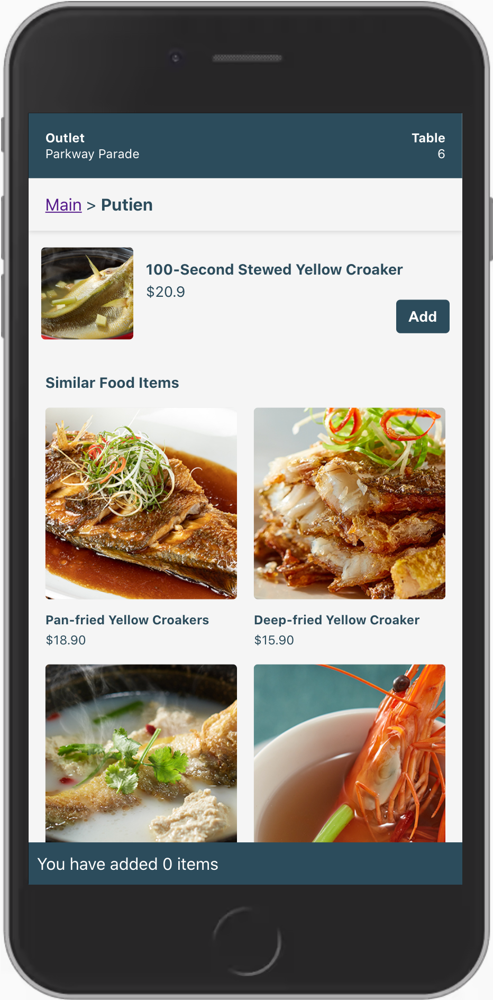 Outlet
Parkway Parade
Table
6
Main > Putien
100-Second Stewed Yellow Croaker
$20.9
Add
Similar Food Items
Pan-fried Yellow Croakers
$18.90
Deep-fried Yellow Croaker
$15.90
You have added 0 items